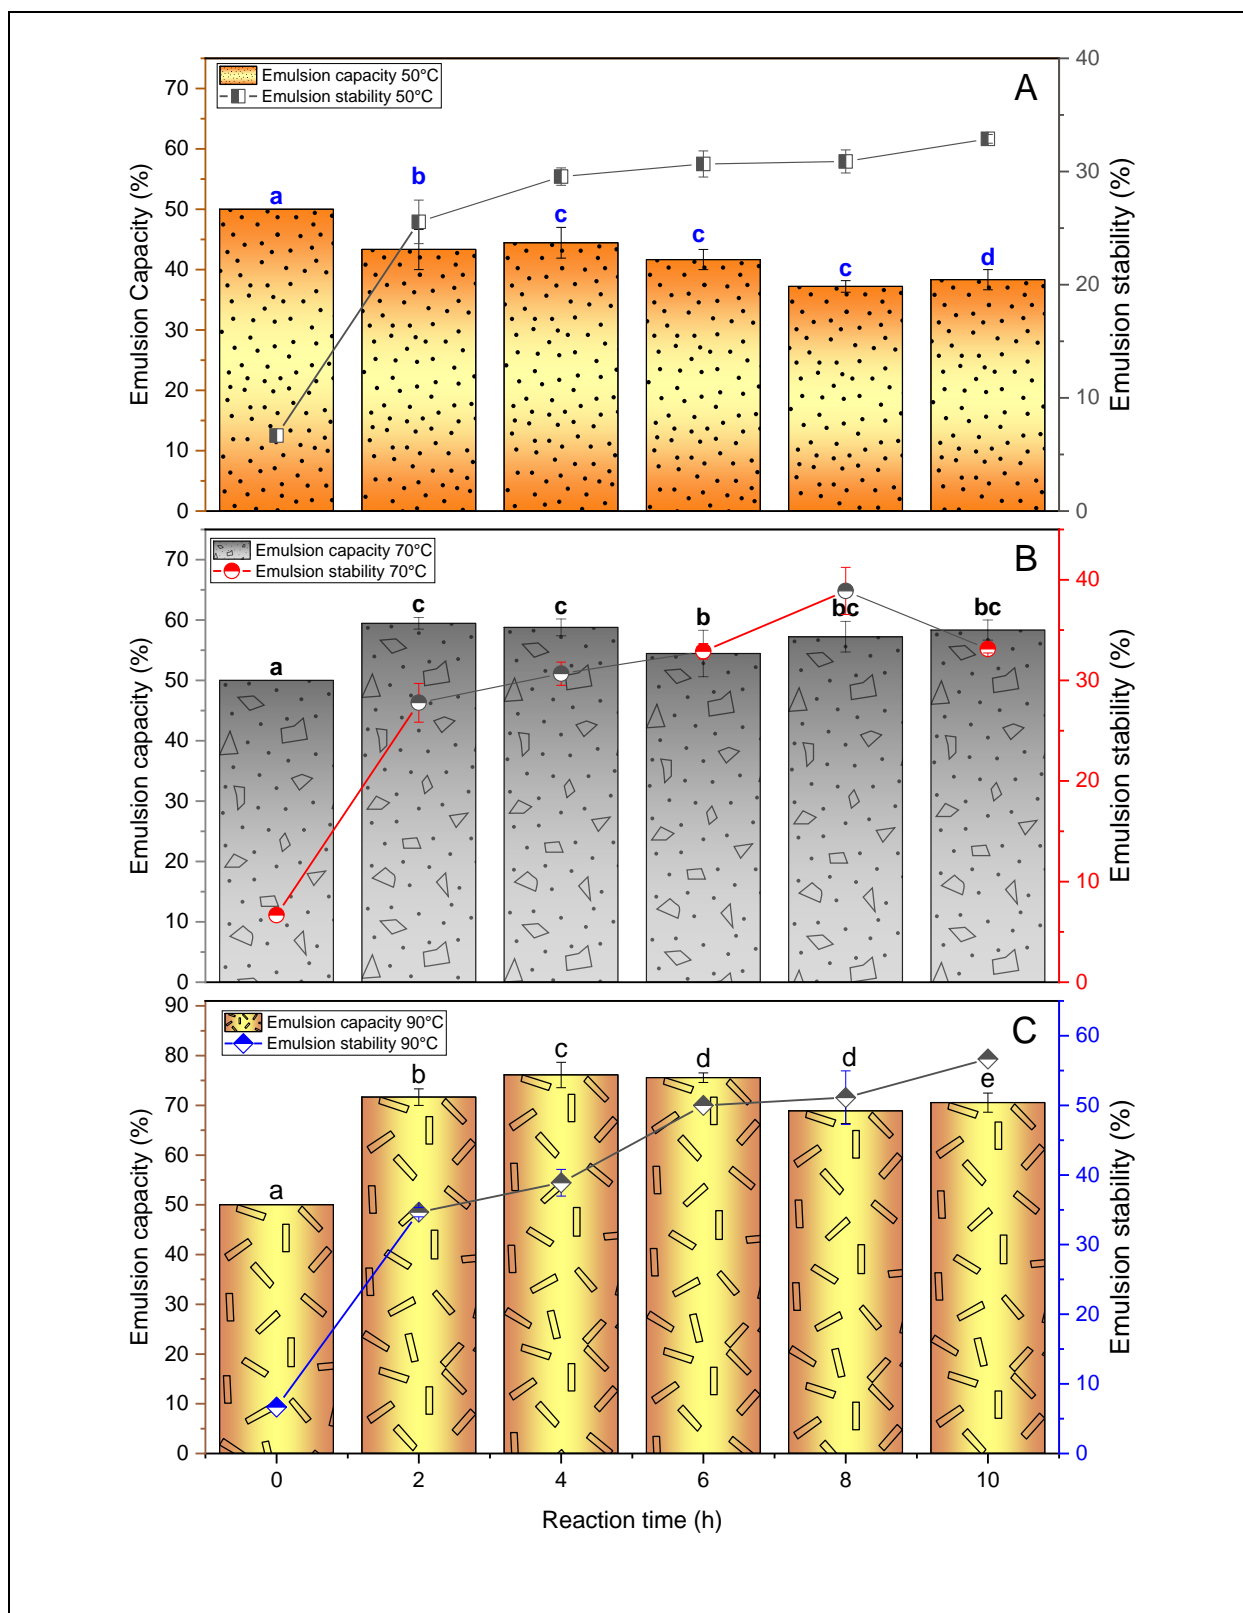 A
Emulsion capacity 50°C
Emulsion stability 50°C
Emulsion Capacity (%)
Emulsion stability (%)
70
60
50
40
30
20
10
0
40
30
20
10
0
a
b
c
c
c
d
B
Emulsion capacity 70°C
Emulsion stability 70°C
Emulsion capacity (%)
Emulsion stability (%)
70
60
50
40
30
20
10
0
40
30
20
10
0
a
c
c
b
bc
bc
C
Emulsion capacity 90°C
Emulsion stability 90°C
Emulsion capacity (%)
Emulsion stability (%)
90
80
70
60
50
40
30
20
10
0
60
50
40
30
20
10
0
a
b
c
d
d
e
0 2 4 6 8 10
Reaction time (h)